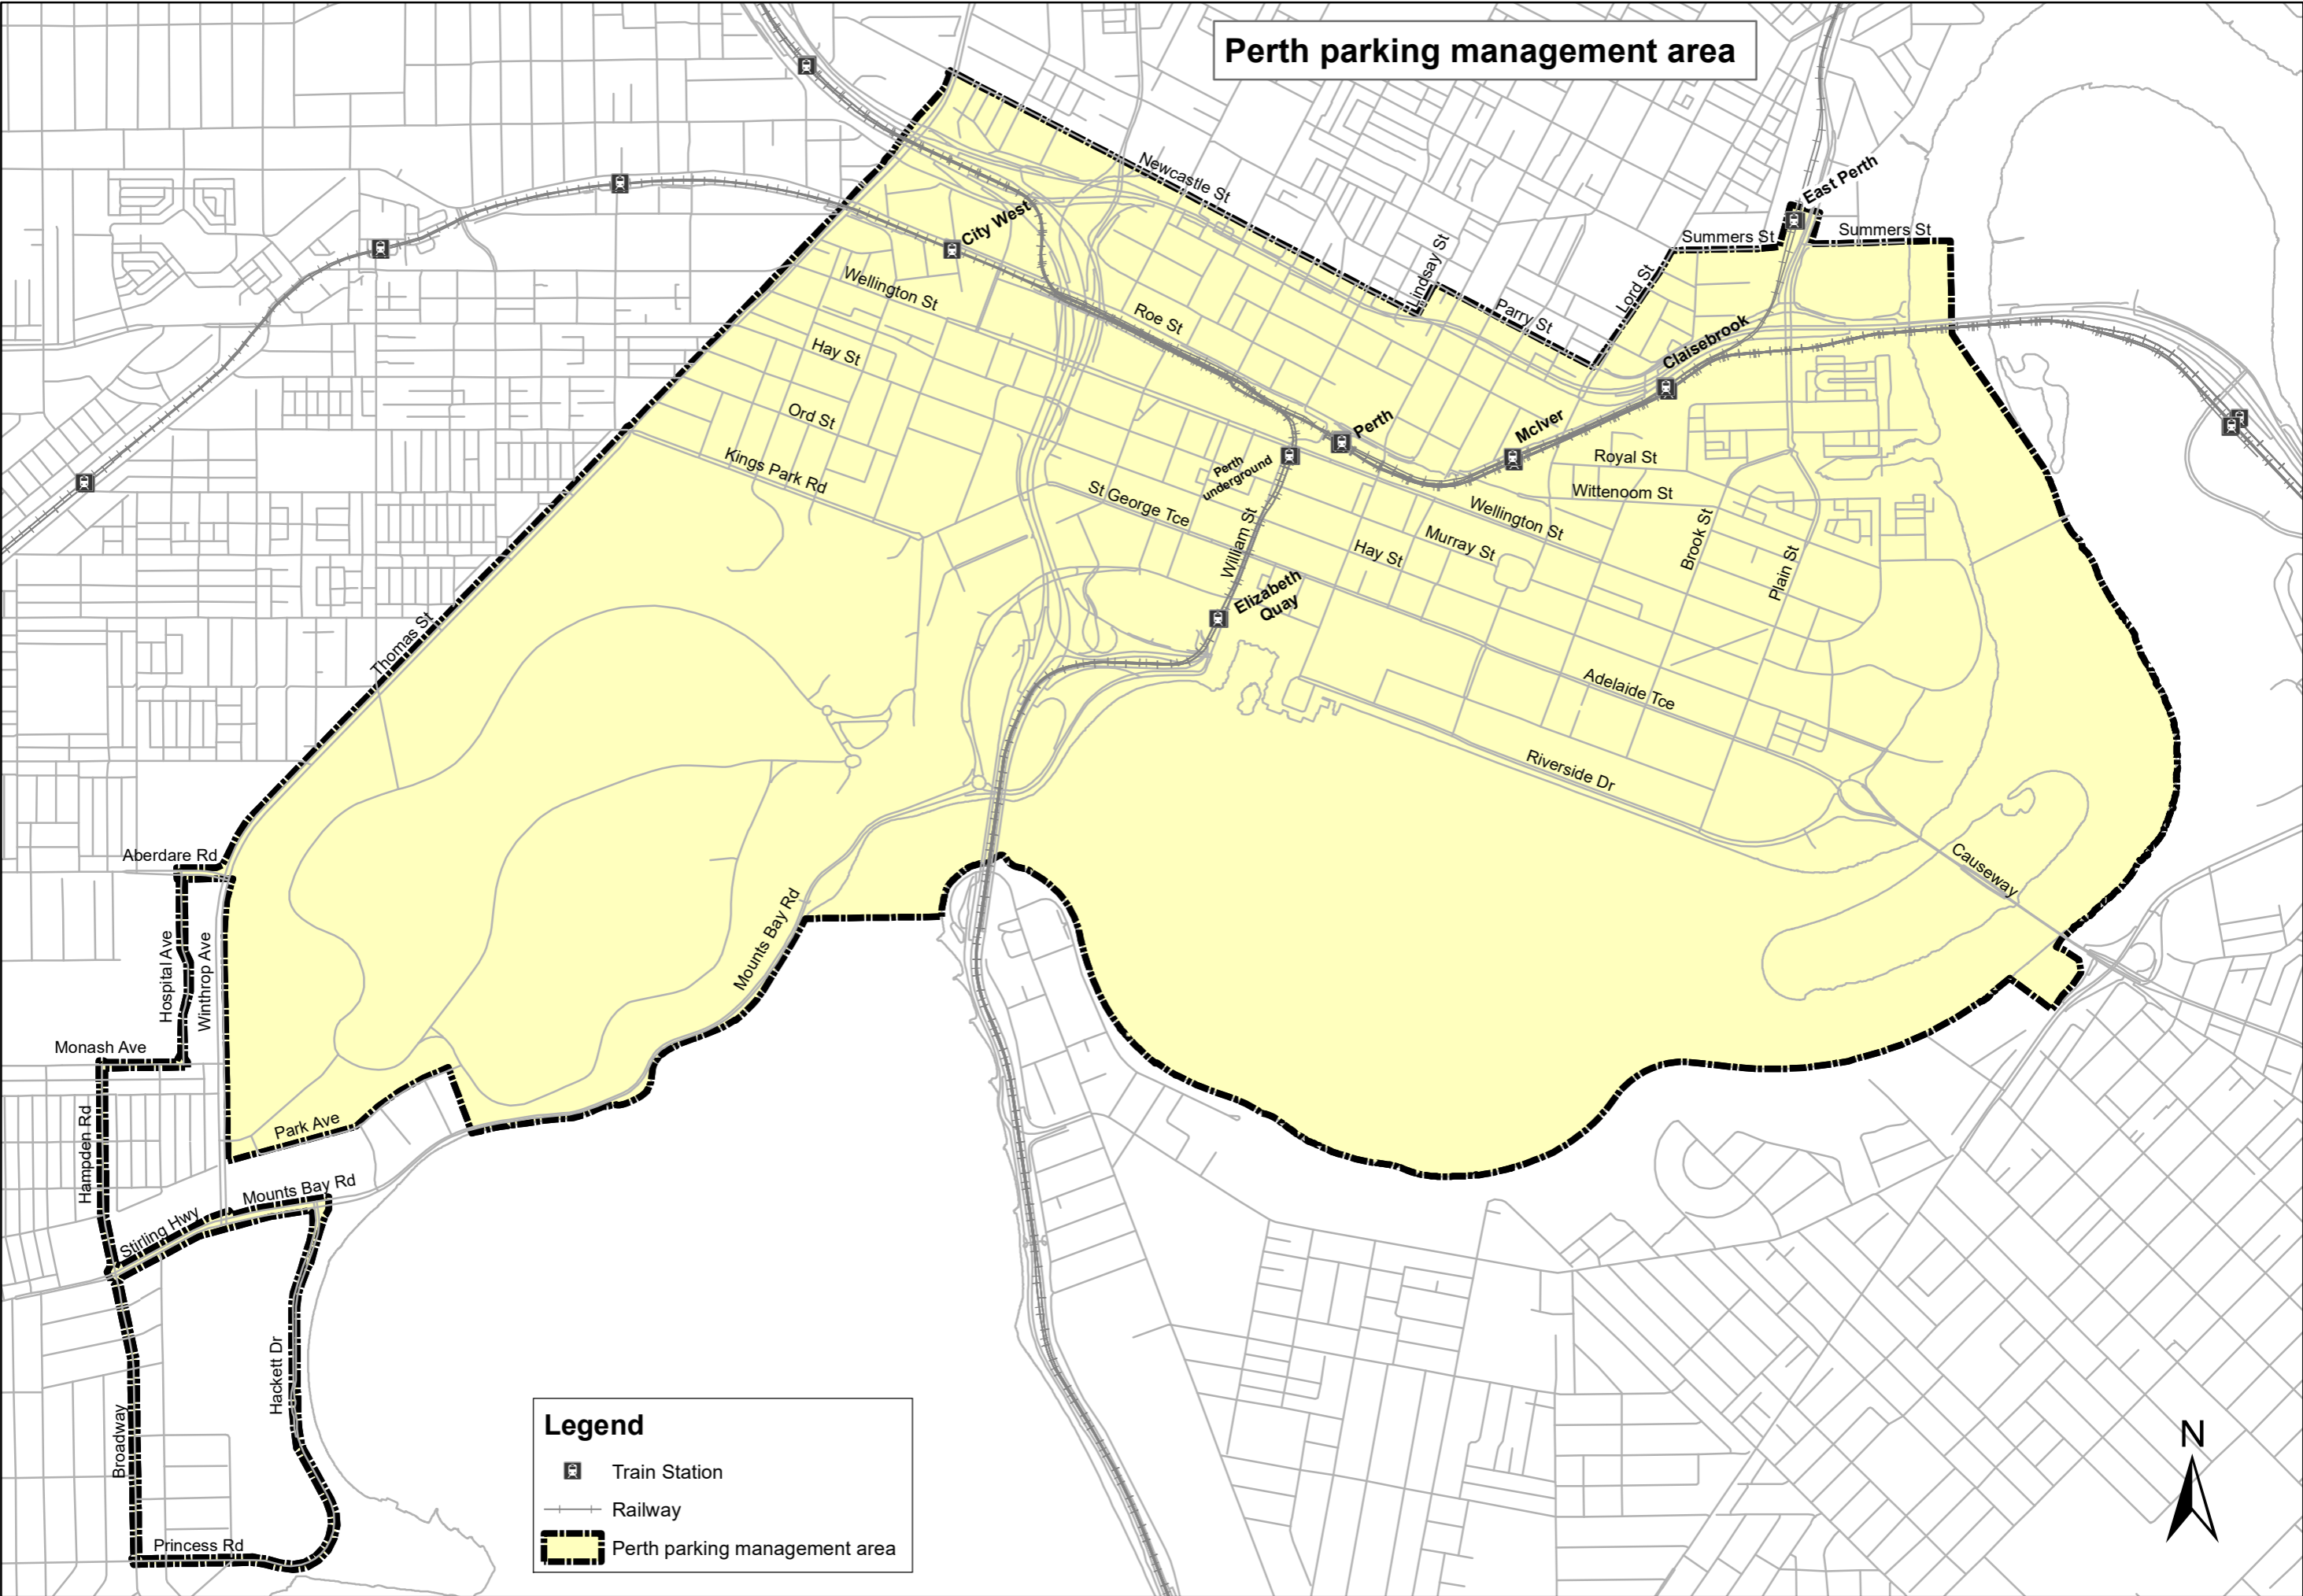 Perth parking management area
Newcastle St
East Perth
Summers St
Summers St
City West
Lindsay St
Lord St
Parry St
Wellington St
Roe St
Claisebrook
Hay St
Ord St
Perth
McIver
Kings Park Rd
Perth
underground
Royal St
Wittenoom St
St George Tce
Wellington St
William St
Murray St
Hay St
Brook St
Plain St
Elizabeth
Quay
Thomas St
Adelaide Tce
Riverside Dr
Causeway
Aberdare Rd
Mounts Bay Rd
Hospital Ave
Winthrop Ave
Monash Ave
Park Ave
Hampden Rd
Mounts Bay Rd
Stirling Hwy
Hackett Dr
Broadway
Princess Rd
Legend
Train Station
Railway
Perth parking management area
N